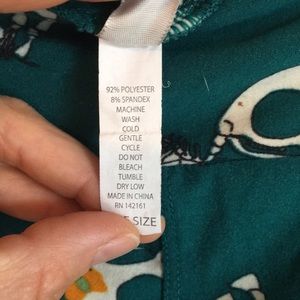 92% POLYESTER
8% SPANDEX
MACHINE
WASH
COLD
GENTLE
CYCLE
DO NOT
BLEACH
TUMBLE
DRY LOW
MADE IN CHINA
RN 142161
SIZE